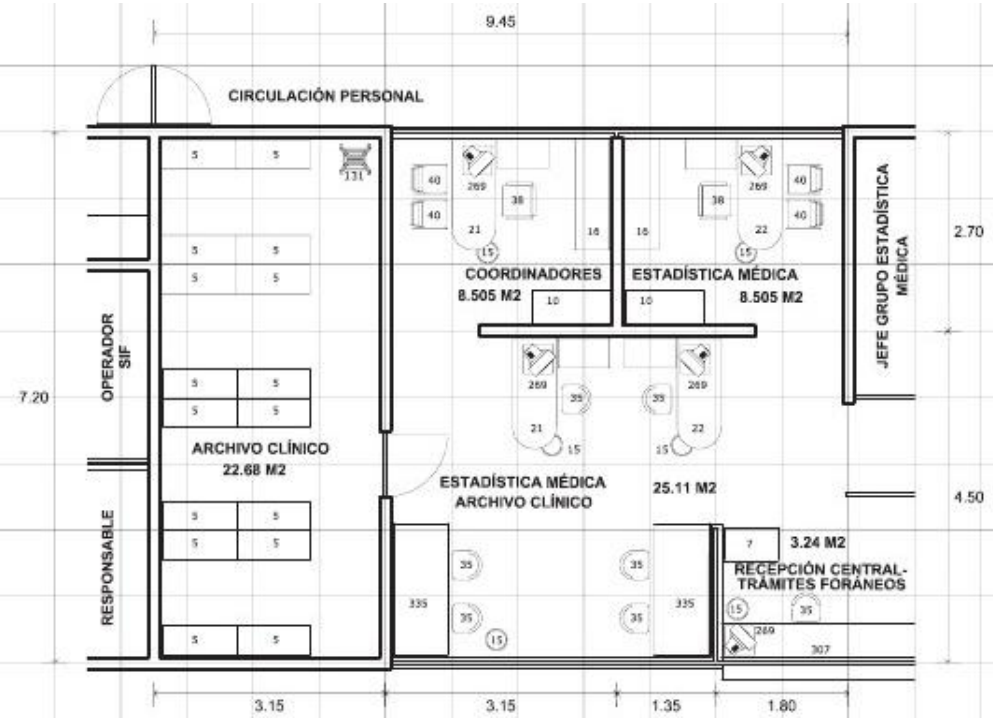 9.45
CIRCULACIÓN PERSONAL
5 5
131
40
269
38
38
269
40
40
21
16
16
22
40
15
15
5 5
5 5
COORDINADORES
8.505 M2
10
ESTADÍSTICA MÉDICA
8.505 M2
10
JEFE GRUPO ESTADÍSTICA
MÉDICA
2.70
OPERADOR
SIF
7.20
5 5
5 5
269
35
35
269
21
22
15
15
ARCHIVO CLÍNICO
22.68 M2
ESTADÍSTICA MÉDICA
ARCHIVO CLÍNICO
25.11 M2
4.50
RESPONSABLE
5 5
5 5
35
35
335
35
15
35
335
7
3.24 M2
RECEPCIÓN CENTRAL-
TRÁMITES FORÁNEOS
15
35
269
307
5 5
3.15
3.15
1.35
1.80